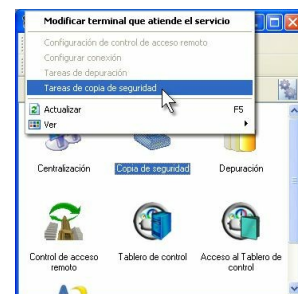 Modificar terminal que atiende el servicio
Configuración de control de acceso remoto
Configurar conexión
Tareas de depuración
Tareas de copia de seguridad
Actualizar F5
Ver
Centralización Copia de seguridad Depuración
Control de acceso remoto Tablero de control Acceso al Tablero de control